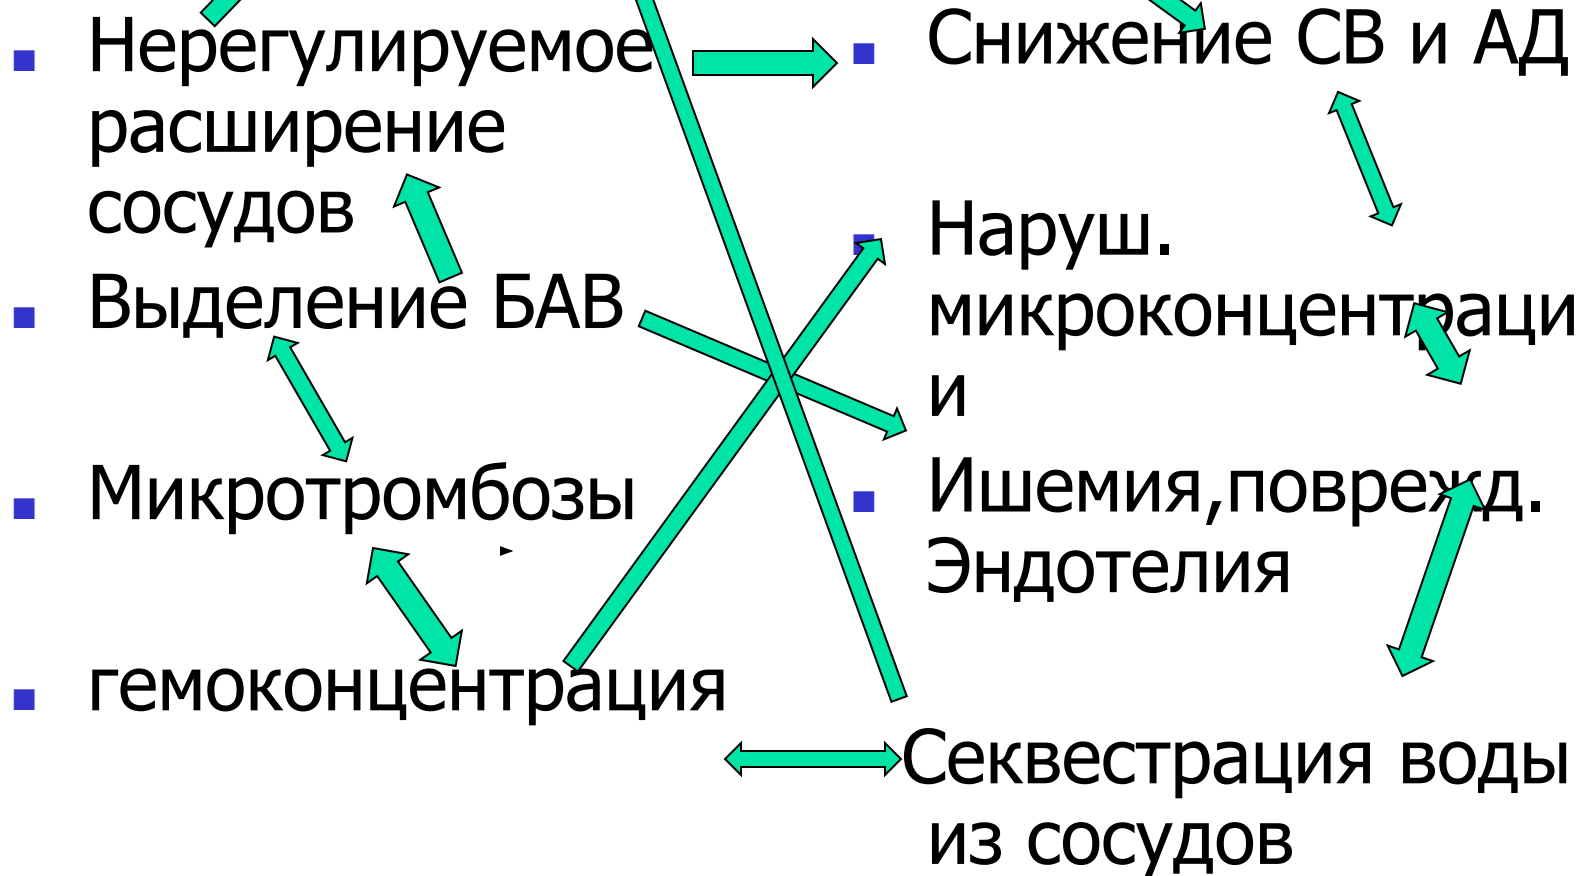 Нерегулируемое
расширение
сосудов
Выделение БАВ
Микротромбозы
гемоконцентрация
Снижение СВ и АД
Наруш.
микроконцентраци
и
Ишемия,поврежд.
Эндотелия
Секвестрация воды
из сосудов